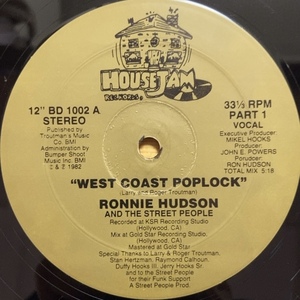 HOUSEJAM
RECORDS.
12" BD 1002 A
STEREO
33⅓ RPM
PART 1
VOCAL
Published by
Troutman's Music
Co. BMI
Administration by
Bumper Shoot
Music Inc. BMI
C & Z 1982
Executive Producer:
MIKEL HOOKS
Producer:
JOHN E. POWERS
Poroduler:
RON HUDSON
TOTAL MIX 5:18
"WEST COAST POPLOCK"
(Larry and Roger Troutman)
RONNIE HUDSON
AND THE STREET PEOPLE
Recorded at KSR Recording Studio
(Hollywood, CA)
Mix at Gold Star Recording Studio.
(Hollywood, CA)
Mastered at Gold Star
Special Thanks to Larry & Roger Troutman,
Stan Hertzman, Raymond Calhoun,
Duffy Hooks III, Jerry Hooks Sr
and to the Street People
for their Fund and Support
A Street People Prod.